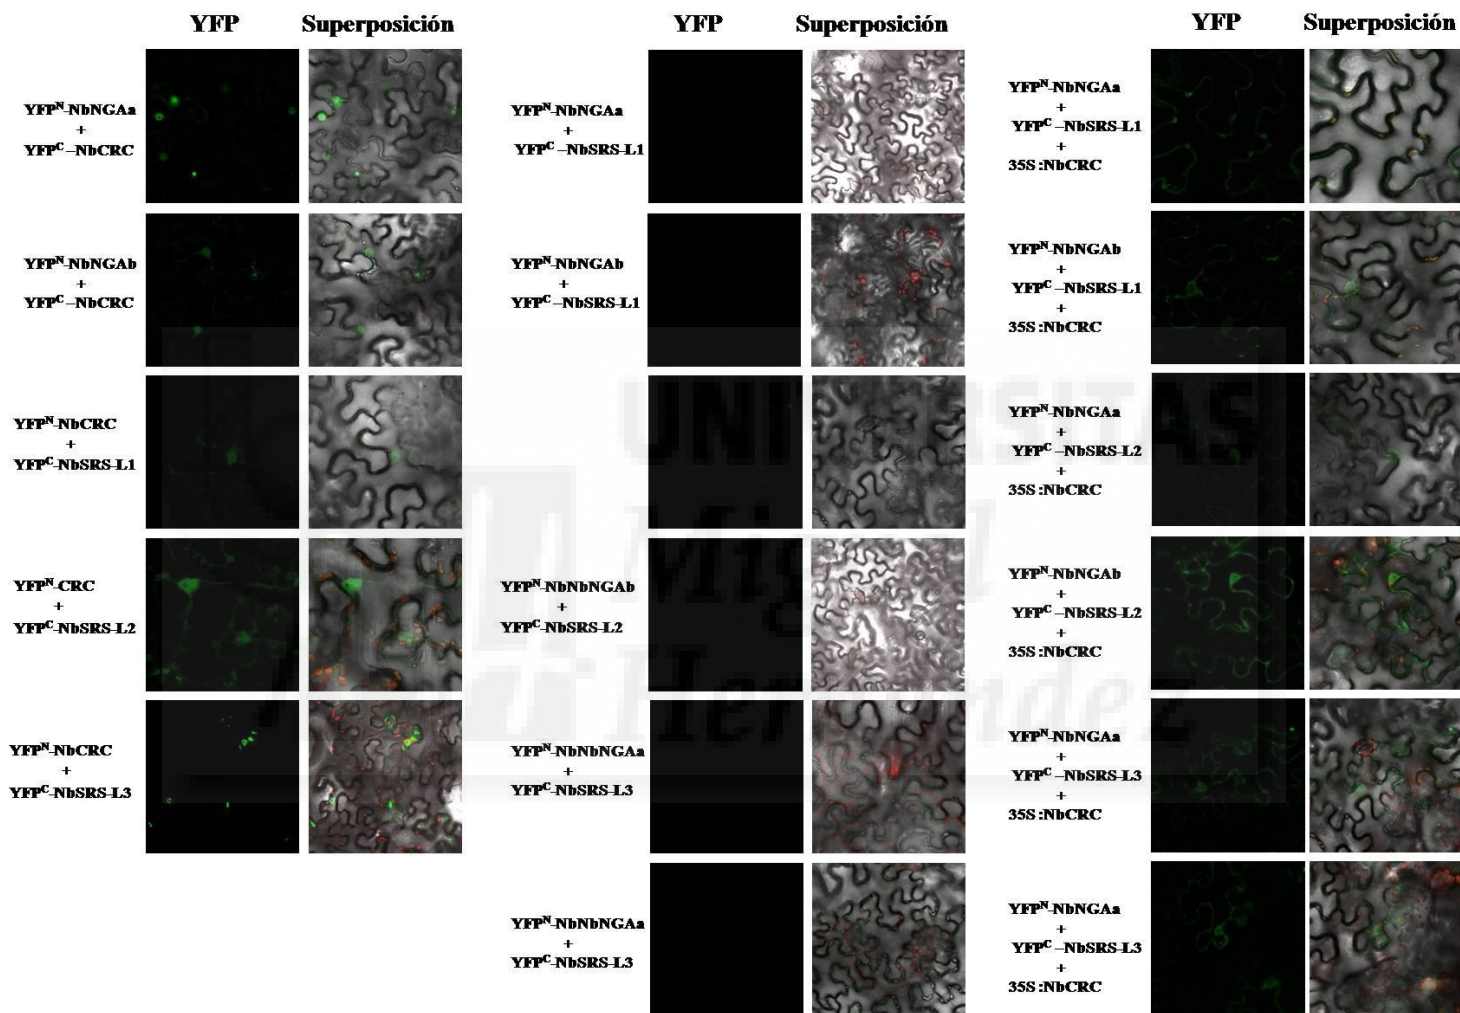 YFP Superposición
YFPᴺ-NbNGAa
+
YFPᶜ-NbCRC
YFPᴺ-NbNGAb
+
YFPᶜ-NbCRC
YFPᴺ-NbCRC
+
YFPᶜ-NbSRS-L1
YFPᴺ-CRC
+
YFPᶜ-NbSRS-L2
YFPᴺ-NbCRC
+
YFPᶜ-NbSRS-L3
YFP Superposición
YFPᴺ-NbNGAa
+
YFPᶜ-NbSRS-L1
YFPᴺ-NbNGAb
+
YFPᶜ-NbSRS-L1
YFPᴺ-NbNbNGAb
+
YFPᶜ-NbSRS-L2
YFPᴺ-NbNbNGAa
+
YFPᶜ-NbSRS-L3
YFPᴺ-NbNbNGAa
+
YFPᶜ-NbSRS-L3
YFP Superposición
YFPᴺ-NbNGAa
+
YFPᶜ-NbSRS-L1
+
35S:NbCRC
YFPᴺ-NbNGAb
+
YFPᶜ-NbSRS-L1
+
35S:NbCRC
YFPᴺ-NbNGAa
+
YFPᶜ-NbSRS-L2
+
35S:NbCRC
YFPᴺ-NbNGAb
+
YFPᶜ-NbSRS-L2
+
35S:NbCRC
YFPᴺ-NbNGAa
+
YFPᶜ-NbSRS-L3
+
35S:NbCRC
YFPᴺ-NbNGAa
+
YFPᶜ-NbSRS-L3
+
35S:NbCRC
UNIVERSITAS
Miguel
Hernández